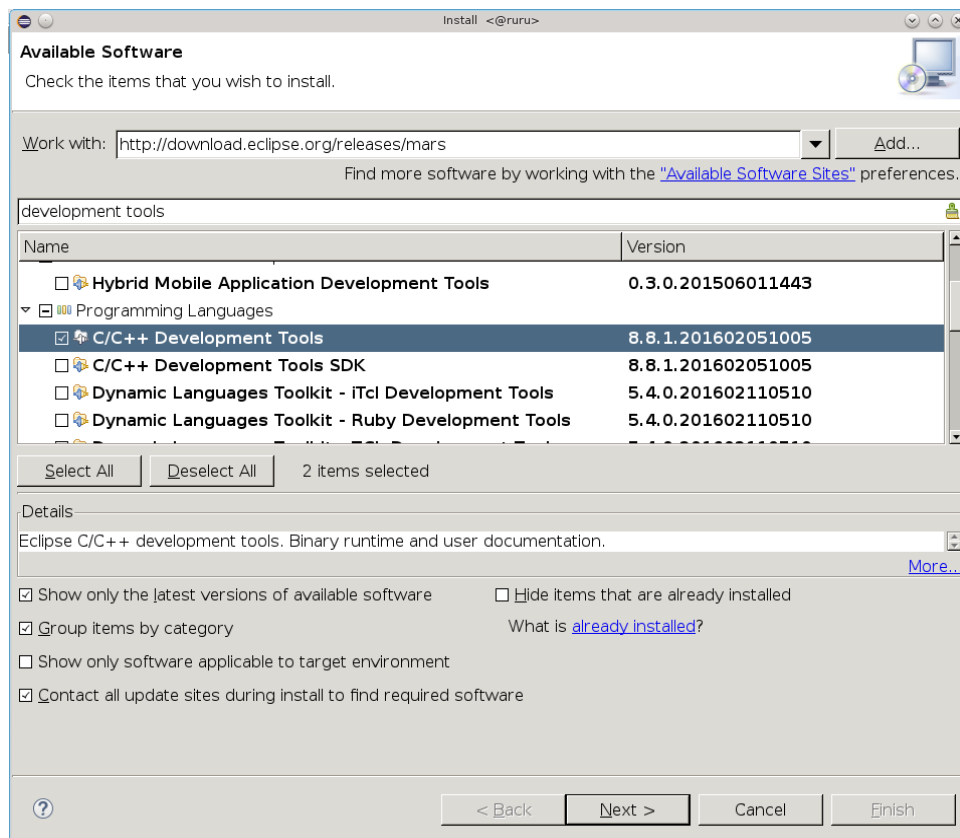 Install <@ruru>
Available Software
Check the items that you wish to install.
Work with: http://download.eclipse.org/releases/mars Add...
Find more software by working with the "Available Software Sites" preferences.
development tools
Name Version
Hybrid Mobile Application Development Tools 0.3.0.201506011443
Programming Languages
C/C++ Development Tools 8.8.1.201602051005
C/C++ Development Tools SDK 8.8.1.201602051005
Dynamic Languages Toolkit - iTcl Development Tools 5.4.0.201602110510
Dynamic Languages Toolkit - Ruby Development Tools 5.4.0.201602110510
Select All Deselect All 2 items selected
Details
Eclipse C/C++ development tools. Binary runtime and user documentation.
More...
Show only the latest versions of available software Hide items that are already installed
Group items by category What is already installed?
Show only software applicable to target environment
Contact all update sites during install to find required software
? < Back Next > Cancel Finish